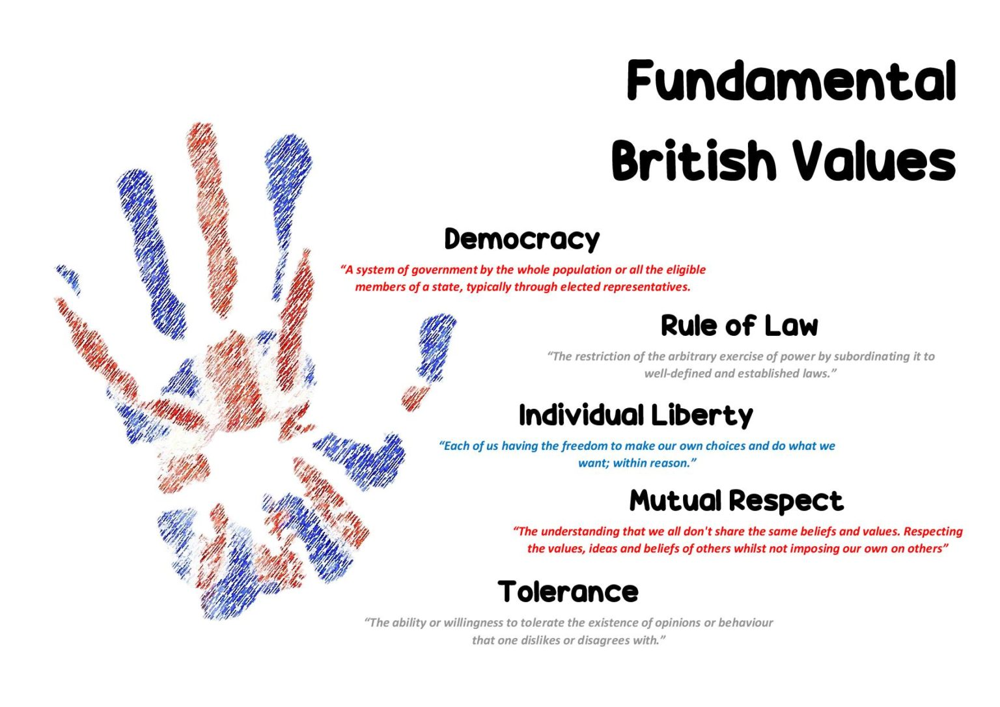 Fundamental
British Values
Democracy
“A system of government by the whole population or all the eligible
members of a state, typically through elected representatives.
Rule of Law
“The restriction of the arbitrary exercise of power by subordinating it to
well-defined and established laws.”
Individual Liberty
“Each of us having the freedom to make our own choices and do what we
want; within reason.”
Mutual Respect
“The understanding that we all don't share the same beliefs and values. Respecting
the values, ideas and beliefs of others whilst not imposing our own on others”
Tolerance
“The ability or willingness to tolerate the existence of opinions or behaviour
that one dislikes or disagrees with.”